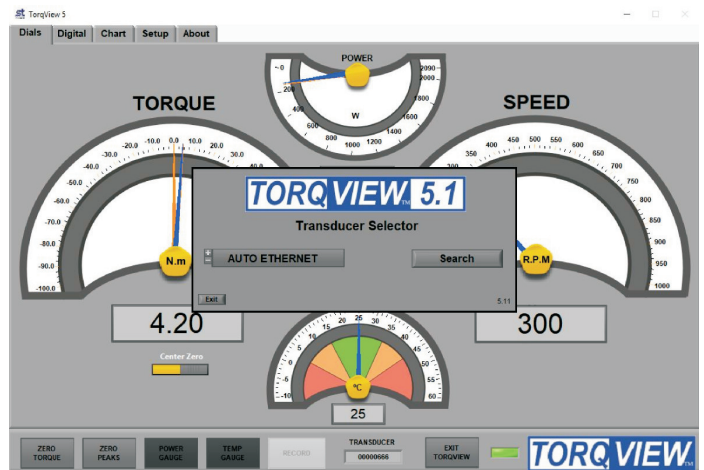 TorqView 5
Dials Digital Chart Setup About
POWER
0 200 400 600 800 1000 1200 1400 1600 1800 2000 2090
W
TORQUE
-100.0 -90.0 -80.0 -70.0 -60.0 -50.0 -40.0 -30.0 -20.0 -10.0 0.0 10.0 20.0 30.0
N.m
SPEED
350 400 450 500 550 600 650 700 750 800 850 900 950 1000
R.P.M
TORQVIEW 5.1
Transducer Selector
AUTO ETHERNET
Search
Exit
5.11
4.20
Center Zero
300
-10 -5 0 5 10 15 20 25 30 35 40 45 50 55 60
°C
25
ZERO TORQUE
ZERO PEAKS
POWER GAUGE
TEMP GAUGE
RECORD
TRANSDUCER
00000666
EXIT TORQVIEW
TORQVIEW